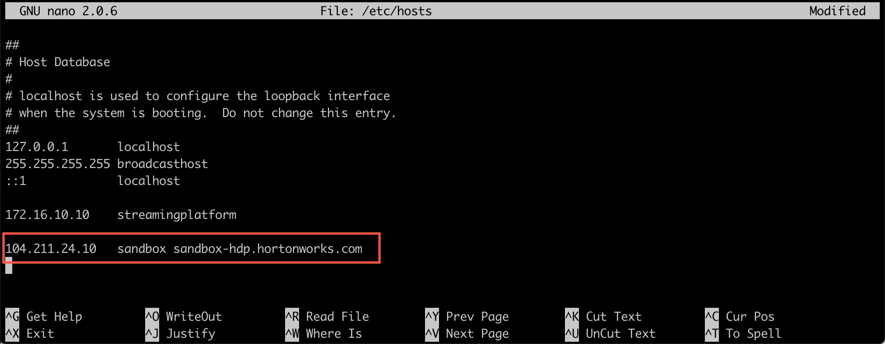 GNU nano 2.0.6 File: /etc/hosts Modified
##
# Host Database
#
# localhost is used to configure the loopback interface
# when the system is booting.  Do not change this entry.
##
127.0.0.1 localhost
255.255.255.255 broadcasthost
::1 localhost
172.16.10.10 streamingplatform
104.211.24.10 sandbox sandbox-hdp.hortonworks.com
^G Get Help ^O WriteOut ^R Read File ^Y Prev Page ^K Cut Text ^C Cur Pos
^X Exit ^J Justify ^W Where Is ^V Next Page ^U UnCut Text ^T To Spell